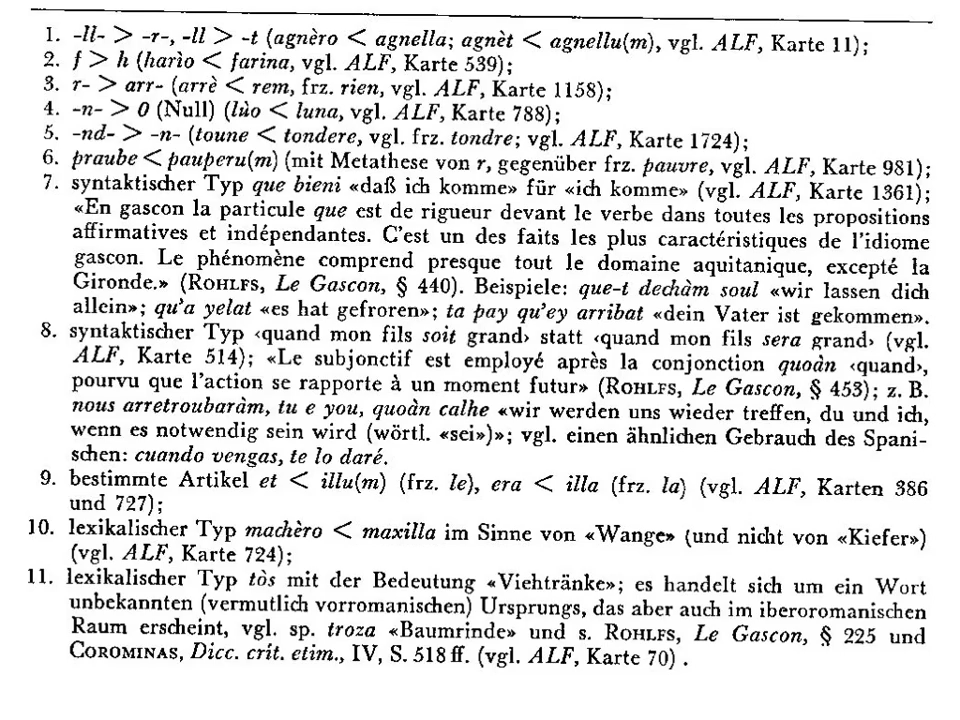 1. -ll- > -r-, -ll > -t (agnèro < agnella; agnèt < agnellu(m), vgl. ALF, Karte 11);
2. f > h (hario < farina, vgl. ALF, Karte 539);
3. r- > arr- (arrè < rem, frz. rien, vgl. ALF, Karte 1158);
4. -n- > 0 (Null) (lùo < luna, vgl. ALF, Karte 788);
5. -nd- > -n- (toune < tondere, vgl. frz. tondre; vgl. ALF, Karte 1724);
6. praube < pauperu(m) (mit Metathese von r, gegenüber frz. pauvre, vgl. ALF, Karte 981);
7. syntaktischer Typ que bieni «daß ich komme» für «ich komme» (vgl. ALF, Karte 1361);
«En gascon la particule que est de rigueur devant le verbe dans toutes les propositions
affirmatives et indépendantes. C’est un des faits les plus caractéristiques de l’idiome
gascon. Le phénomène comprend presque tout le domaine aquitanique, excepté la
Gironde.» (ROHLFS, Le Gascon, § 440). Beispiele: que-t dechàm soul «wir lassen dich
allein»; qu’a yelat «es hat gefroren»; ta pay qu’ey arribat «dein Vater ist gekommen».
8. syntaktischer Typ ‹quand mon fils soit grand› statt ‹quand mon fils sera grand› (vgl.
ALF, Karte 514); «Le subjonctif est employé après la conjonction quoàn ‹quand›,
pourvu que l’action se rapporte à un moment futur» (ROHLFS, Le Gascon, § 453); z. B.
nous arretroubaràm, tu e you, quoàn calhe «wir werden uns wieder treffen, du und ich,
wenn es notwendig sein wird (wörtl. «sei»)»; vgl. einen ähnlichen Gebrauch des Spani-
schen: cuando vengas, te lo daré.
9. bestimmte Artikel et < illu(m) (frz. le), era < illa (frz. la) (vgl. ALF, Karten 386
und 727);
10. lexikalischer Typ machèro < maxilla im Sinne von «Wange» (und nicht von «Kiefer»)
(vgl. ALF, Karte 724);
11. lexikalischer Typ tòs mit der Bedeutung «Viehtränke»; es handelt sich um ein Wort
unbekannten (vermutlich vorromanischen) Ursprungs, das aber auch im iberoromanischen
Raum erscheint, vgl. sp. troza «Baumrinde» und s. ROHLFS, Le Gascon, § 225 und
COROMINAS, Dicc. crit. etim., IV, S. 518 ff. (vgl. ALF, Karte 70) .